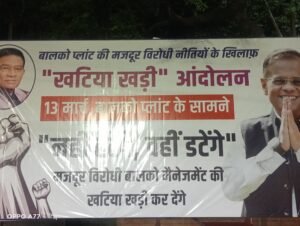 बालको प्लांट की मजदूर विरोधी नीतियों के खिलाफ़
"खटिया खड़ी" आंदोलन
13 मार्च बालको प्लांट के सामने
नहीं डटेंगे"
मजदूर विरोधी बालको मैनेजमेंट की
खटिया खड़ी कर देंगे
OPPO A77